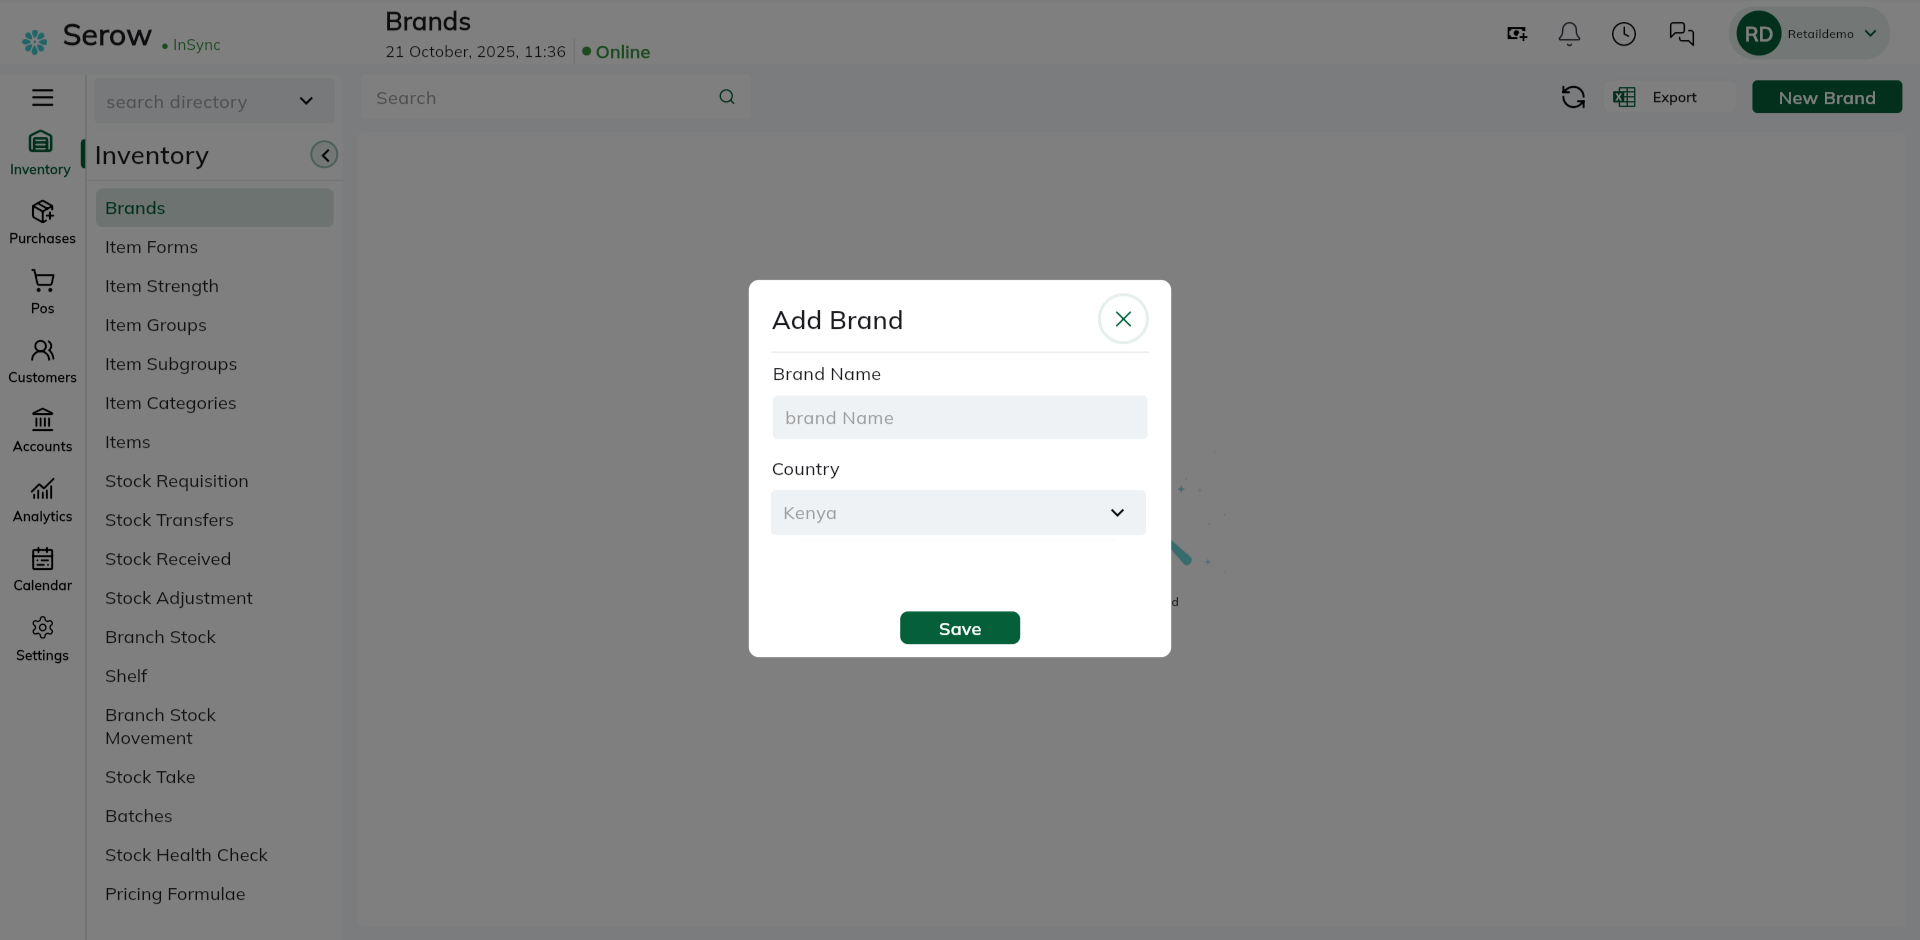 Serow
• InSync
Brands
21 October, 2025, 11:36
Online
RD
Retaildemo
search directory
Search
Export
New Brand
Inventory
Purchases
Pos
Customers
Accounts
Analytics
Calendar
Settings
Inventory
Brands
Item Forms
Item Strength
Item Groups
Item Subgroups
Item Categories
Items
Stock Requisition
Stock Transfers
Stock Received
Stock Adjustment
Branch Stock
Shelf
Branch Stock
Movement
Stock Take
Batches
Stock Health Check
Pricing Formulae
Add Brand
Brand Name
brand Name
Country
Kenya
Save